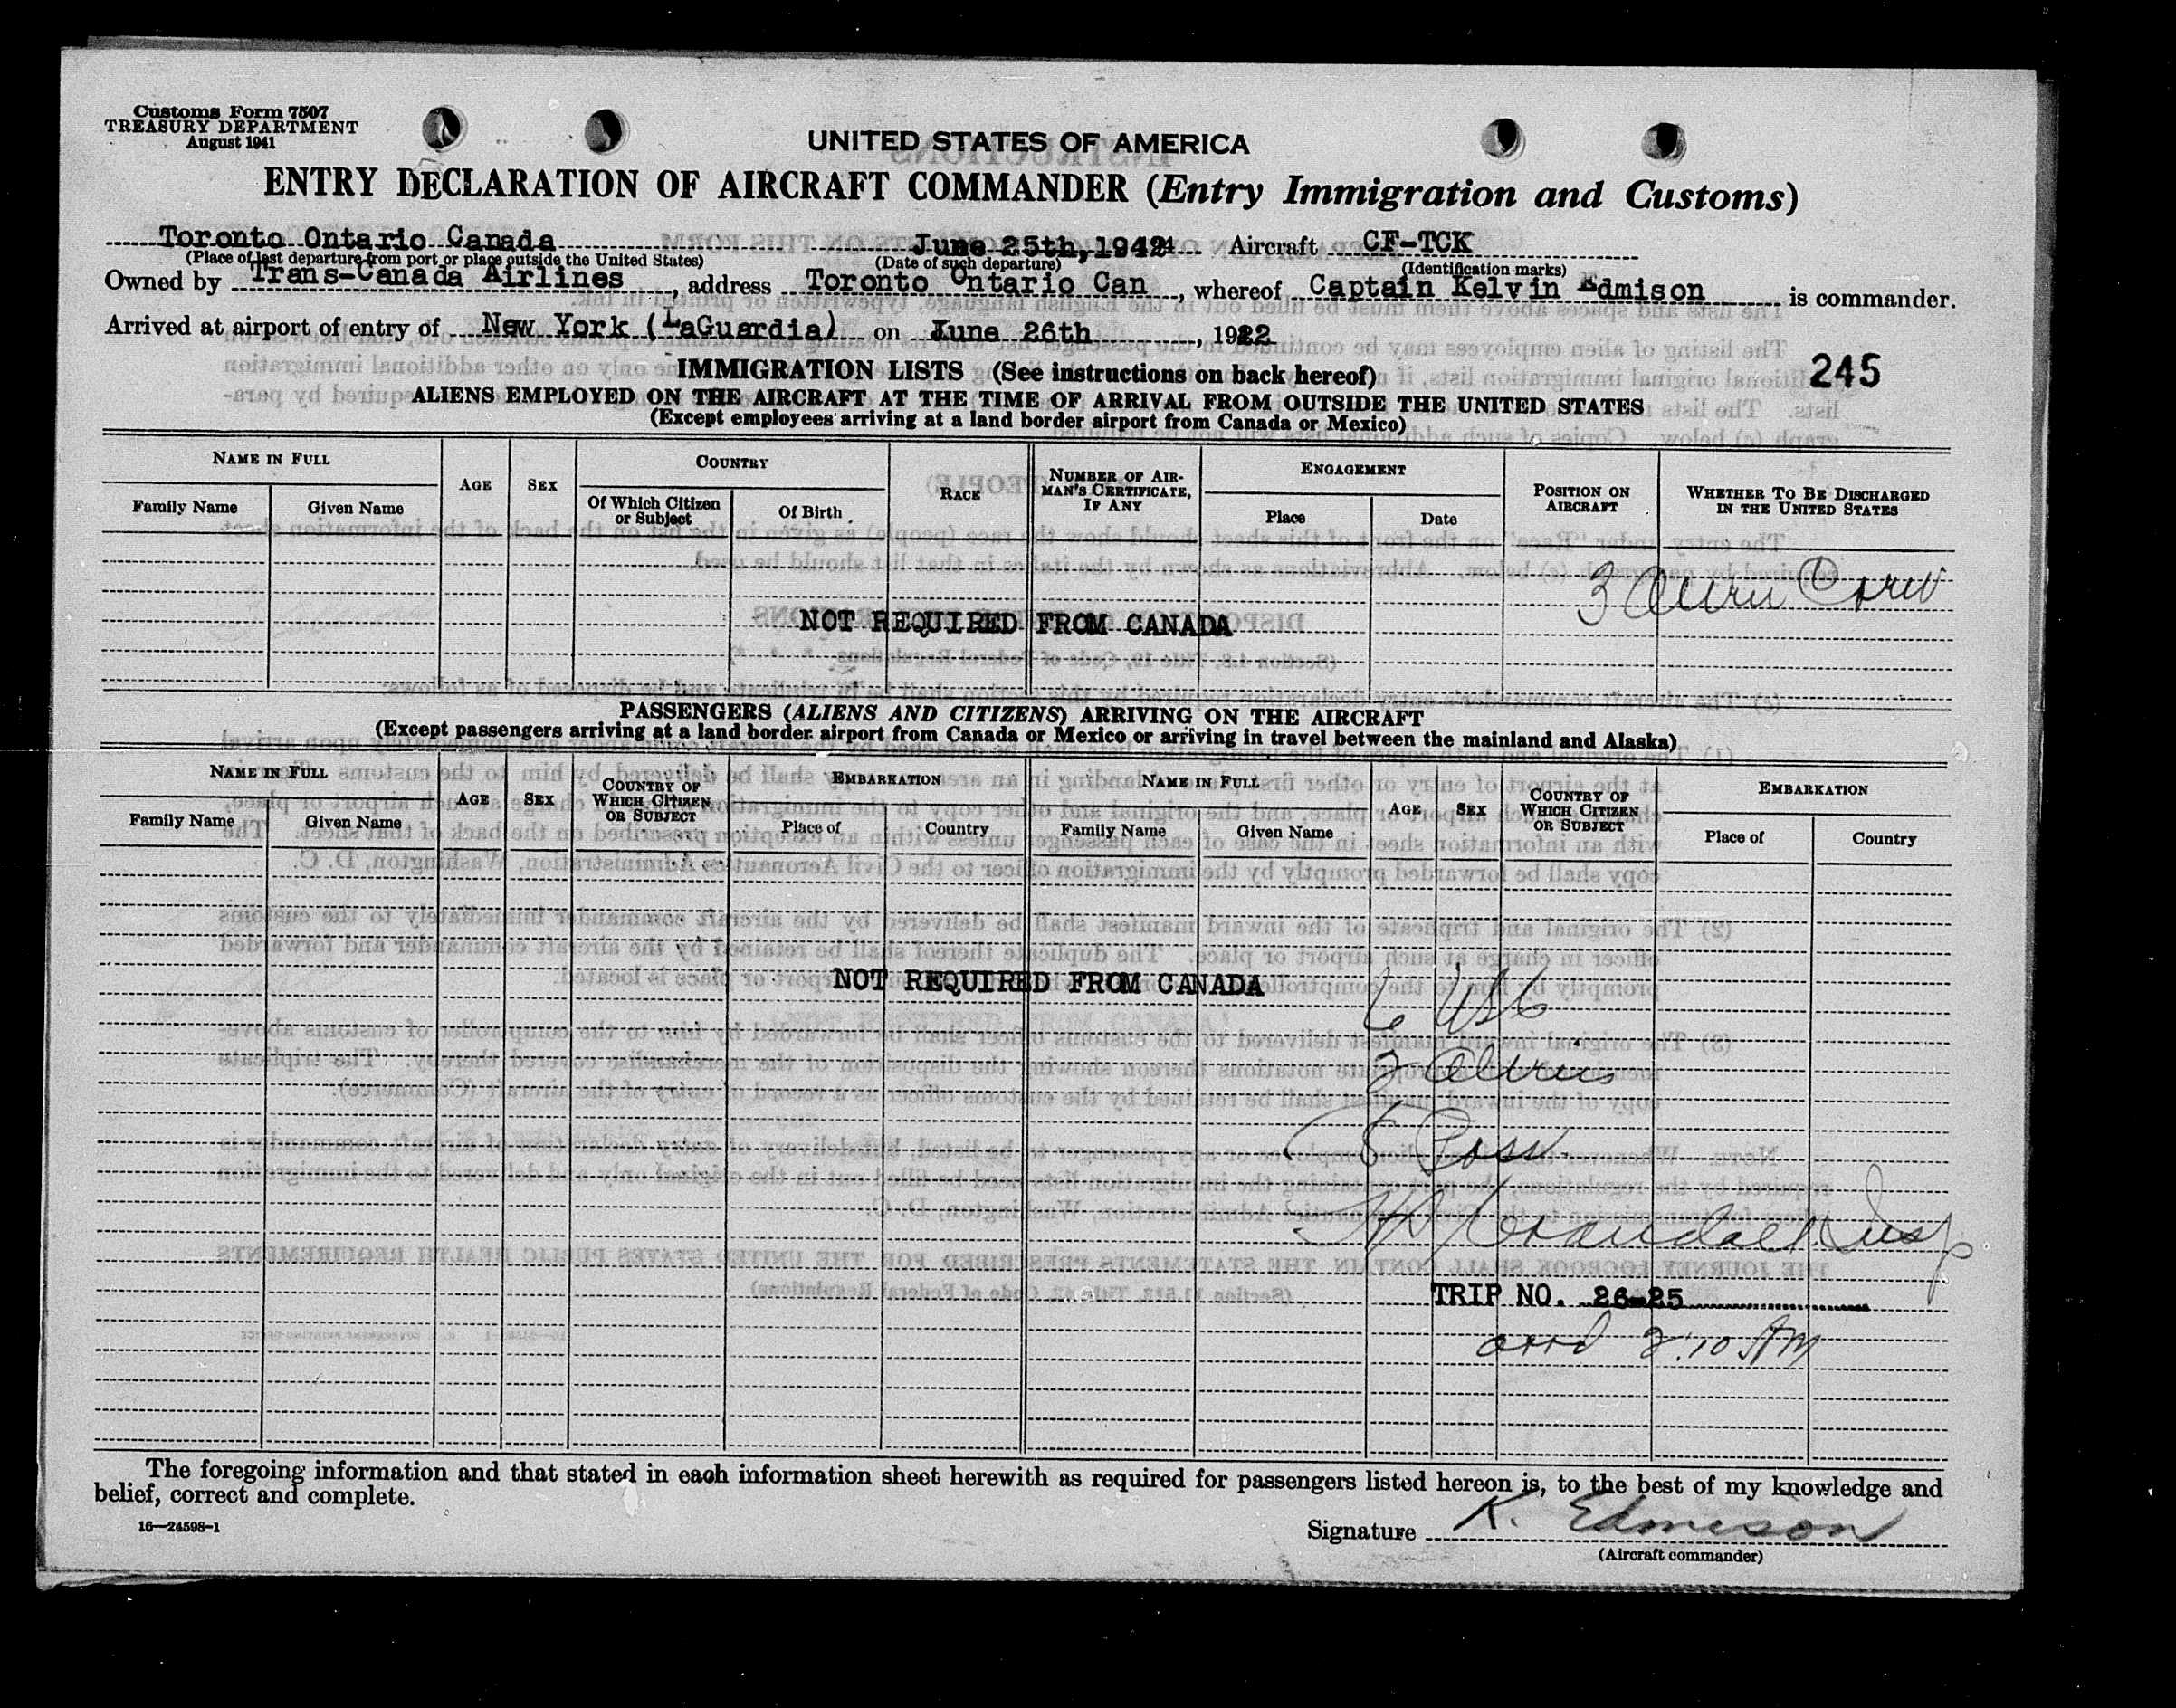 Customs Form 7507
TREASURY DEPARTMENT
August 1941
UNITED STATES OF AMERICA
ENTRY DECLARATION OF AIRCRAFT COMMANDER (Entry Immigration and Customs)
Toronto Ontario Canada June 25th, 1942 Aircraft CF-TCK
(Place of last departure from port or place outside the United States) (Date of such departure) (Identification marks)
Owned by Trans-Canada Airlines, address Toronto Ontario Can, whereof Captain Kelvin Edmison is commander.
Arrived at airport of entry of New York (LaGuardia) on June 26th, 1942
IMMIGRATION LISTS (See instructions on back hereof) 245
ALIENS EMPLOYED ON THE AIRCRAFT AT THE TIME OF ARRIVAL FROM OUTSIDE THE UNITED STATES
(Except employees arriving at a land border airport from Canada or Mexico)
NAME IN FULL AGE SEX COUNTRY RACE NUMBER OF AIRMAN'S CERTIFICATE, IF ANY ENGAGEMENT POSITION ON AIRCRAFT WHETHER TO BE DISCHARGED IN THE UNITED STATES
Family Name Given Name Of Which Citizen or Subject Of Birth Place Date
3 Alien Crew
NOT REQUIRED FROM CANADA
PASSENGERS (ALIENS AND CITIZENS) ARRIVING ON THE AIRCRAFT
(Except passengers arriving at a land border airport from Canada or Mexico or arriving in travel between the mainland and Alaska)
NAME IN FULL AGE SEX COUNTRY OF WHICH CITIZEN OR SUBJECT EMBARKATION NAME IN FULL AGE SEX COUNTRY OF WHICH CITIZEN OR SUBJECT EMBARKATION
Family Name Given Name Place of Country Family Name Given Name Place of Country
NOT REQUIRED FROM CANADA
6 USC
2 Aliens
8 Pass.
Crandall Insp
TRIP NO. 26-25
arrd 2:10 AM
The foregoing information and that stated in each information sheet herewith as required for passengers listed hereon is, to the best of my knowledge and
belief, correct and complete.
16—24598-1
Signature K. Edmison
(Aircraft commander)